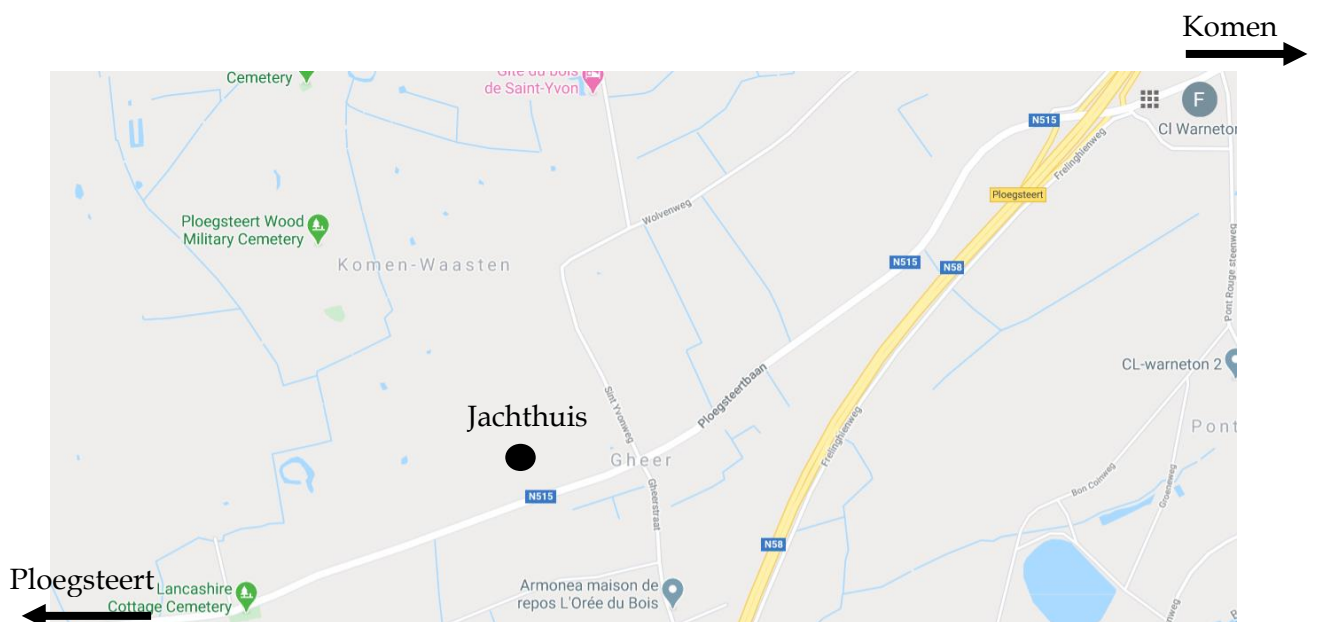 Komen
Cemetery
Gîte du bois
de Saint-Yvon
N515
F
CI Warneton
Frelinghienweg
Ploegsteert
Wolvenweg
Ploegsteert Wood
Military Cemetery
Komen-Waasten
N515
N58
Pont Rouge steenweg
CL-warneton 2
Ploegsteertbaan
Sint Yvonweg
Jachthuis
Gheer
Frelinghienweg
Pont
Bon Coinweg
Groeneweg
N515
Gheerstraat
N58
Ploegsteert
Lancashire
Cottage Cemetery
Armonea maison de
repos L'Orée du Bois